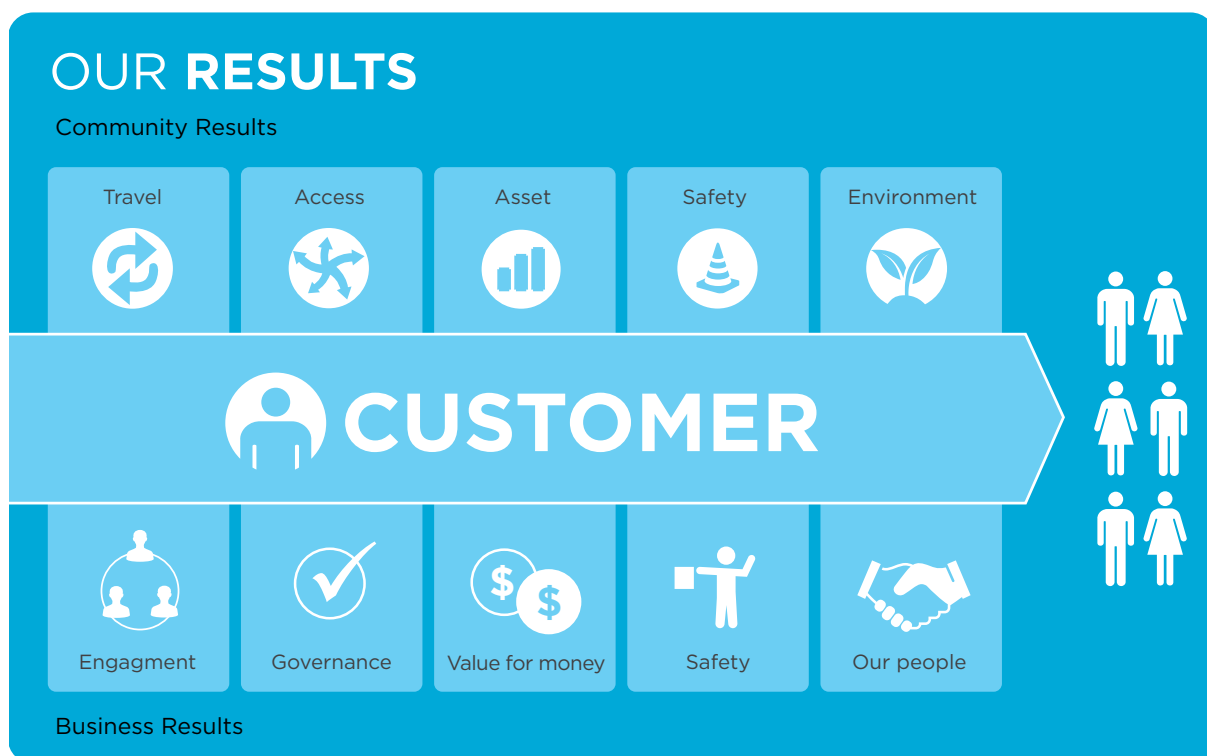 OUR RESULTS
Community Results
Travel
Access
Asset
Safety
Environment
CUSTOMER
$
$
Engagment
Governance
Value for money
Safety
Our people
Business Results